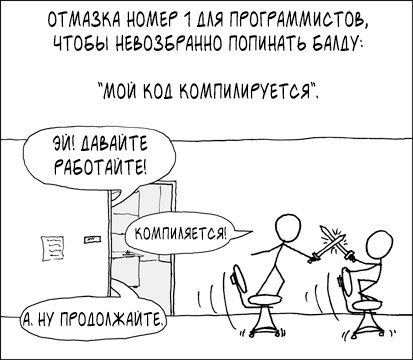 ОТМАЗКА НОМЕР 1 ДЛЯ ПРОГРАММИСТОВ,
ЧТОБЫ НЕВОЗБРАННО ПОПИНАТЬ БАЛДУ:
"МОЙ КОД КОМПИЛИРУЕТСЯ".
ЭЙ! ДАВАЙТЕ
РАБОТАЙТЕ!
КОМПИЛЯЕТСЯ!
А. НУ ПРОДОЛЖАЙТЕ.